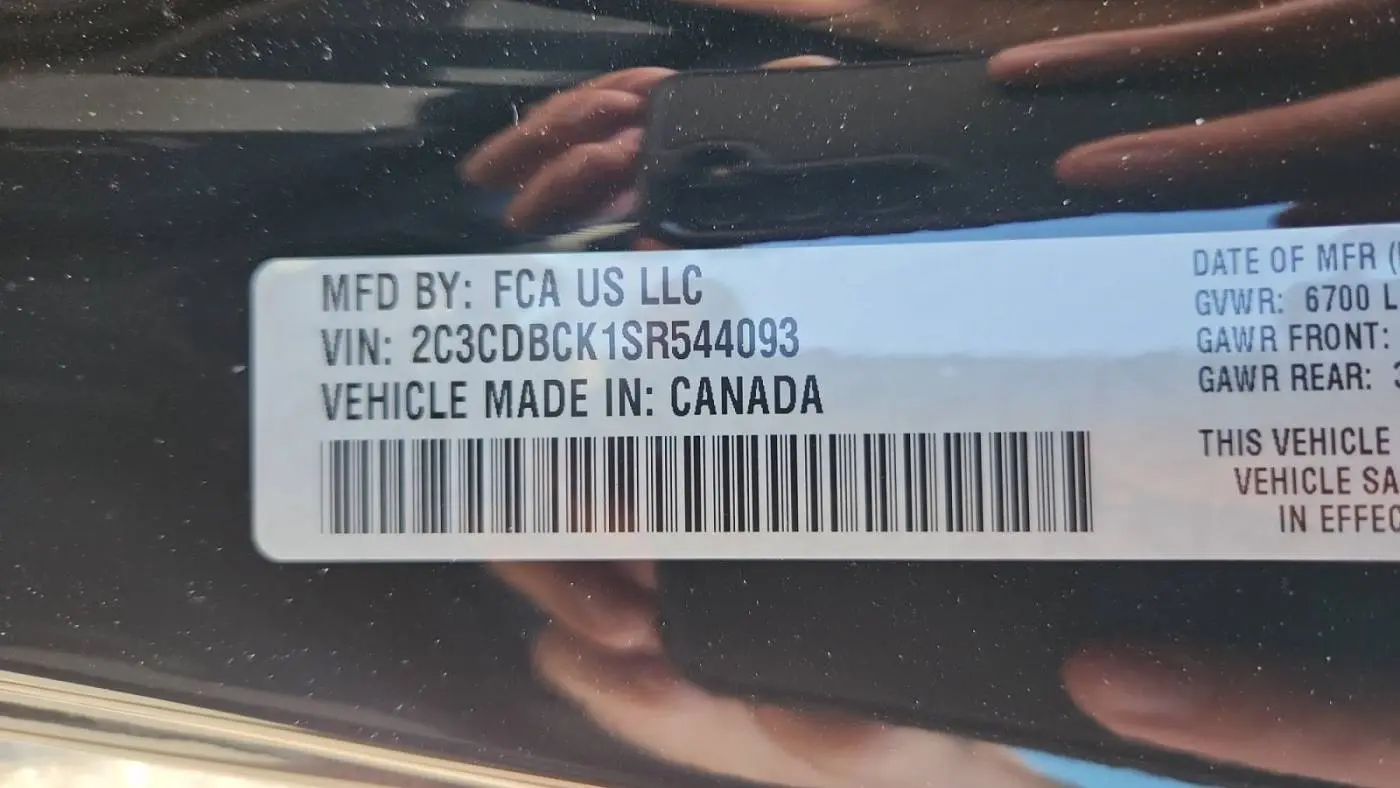 MFD BY: FCA US LLC
VIN: 2C3CDBCK1SR544093
VEHICLE MADE IN: CANADA
DATE OF MFR (
GVWR: 6700 L
GAWR FRONT:
GAWR REAR: 3
THIS VEHICLE
VEHICLE SA
IN EFFEC